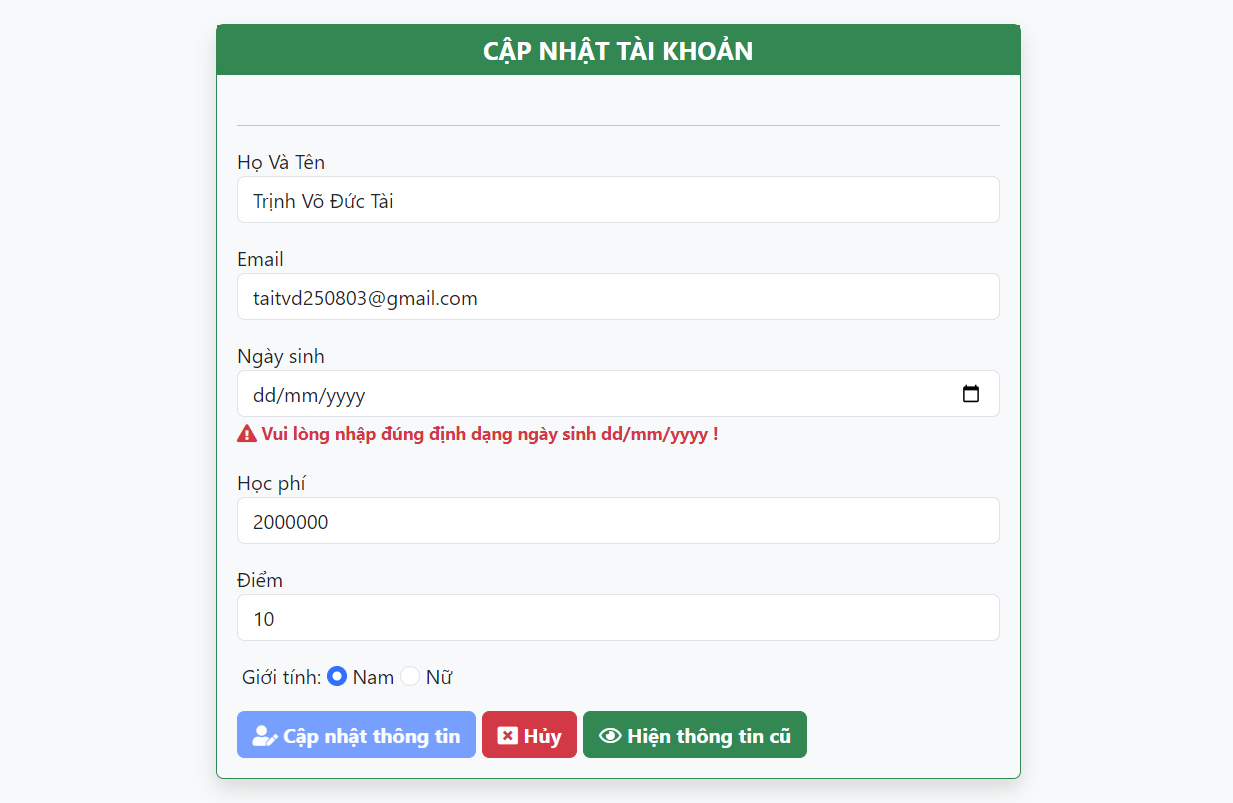 CẬP NHẬT TÀI KHOẢN
Họ Và Tên
Trịnh Võ Đức Tài
Email
taitvd250803@gmail.com
Ngày sinh
dd/mm/yyyy
Vui lòng nhập đúng định dạng ngày sinh dd/mm/yyyy !
Học phí
2000000
Điểm
10
Giới tính: Nam Nữ
Cập nhật thông tin Hủy Hiện thông tin cũ